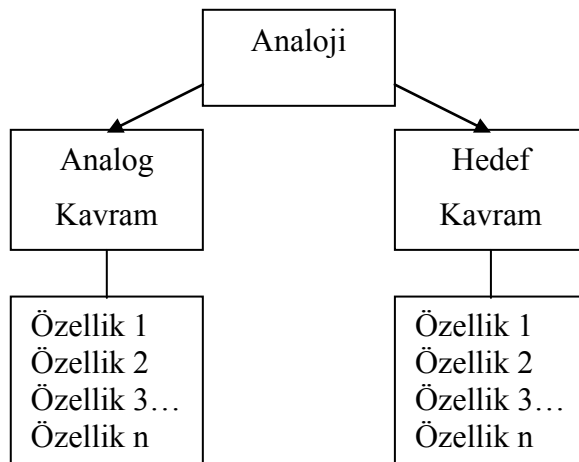 Analoji
Analog
Kavram
Hedef
Kavram
Özellik 1
Özellik 2
Özellik 3…
Özellik n
Özellik 1
Özellik 2
Özellik 3…
Özellik n